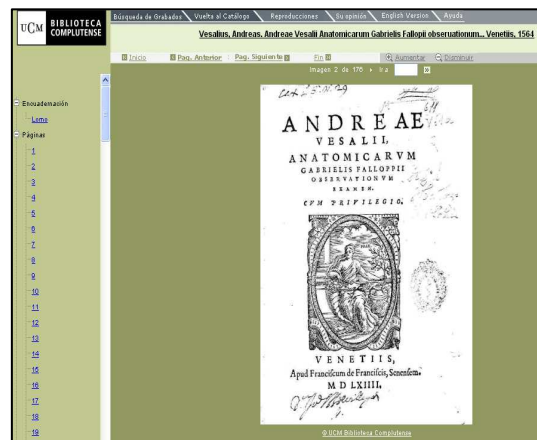 UCM BIBLIOTECA
COMPLUTENSE
Búsqueda de Grabados Vuelta al Catálogo Reproducciones Su opinión English Version Ayuda
Vesalius, Andreas. Andreae Vesalii Anatomicarum Gabrielis Fallopii obseruationum... Venetiis, 1564
Inicio Pag. Anterior Pag. Siguiente Fin Aumentar Disminuir
Imagen 2 de 176 Ir a
Encuadernación
Lomo
Páginas
1
2
3
4
5
6
7
8
9
10
11
12
13
14
15
16
17
18
19
ANDREAE
VESALII,
ANATOMICARVM
GABRIELIS FALLOPPII
OBSERVATIONVM
EXAMEN.
CVM PRIVILEGIO.
VENETIIS,
Apud Franciscum de Franciscis, Senensem.
M D LXIIII.
© UCM Biblioteca Complutense